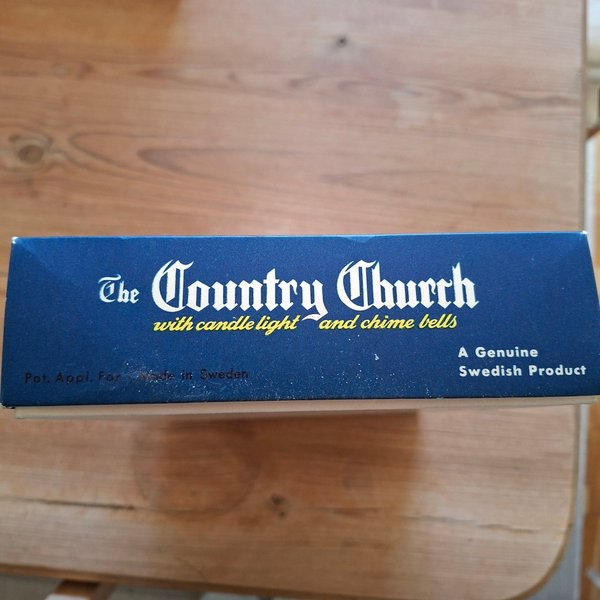 The Country Church
with candle light and chime bells
A Genuine
Swedish Product
Pat. Appl. For Made in Sweden